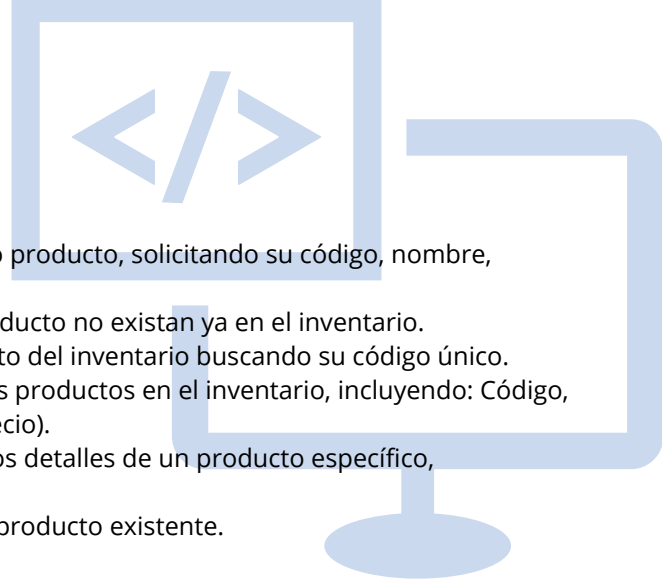 </>
producto, solicitando su código, nombre,
ducto no existan ya en el inventario.
to del inventario buscando su código único.
s productos en el inventario, incluyendo: Código,
cio).
os detalles de un producto específico,
producto existente.